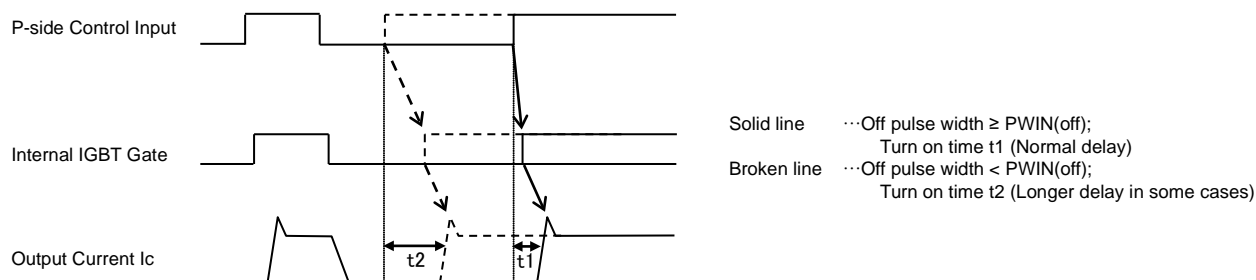 P-side Control Input
Internal IGBT Gate
Output Current Ic
t2
t1
Solid line …Off pulse width ≥ PWIN(off);
Turn on time t1 (Normal delay)
Broken line …Off pulse width < PWIN(off);
Turn on time t2 (Longer delay in some cases)